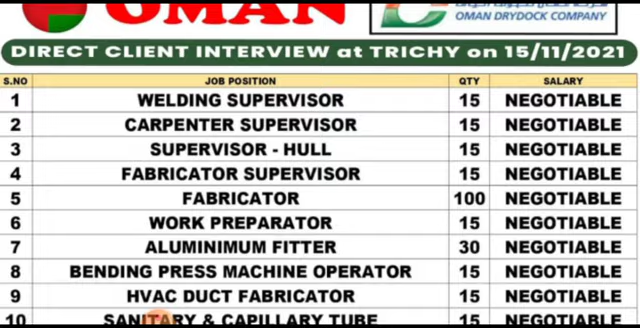 OMAN
OMAN DRYDOCK COMPANY
DIRECT CLIENT INTERVIEW at TRICHY on 15/11/2021
S.NO JOB POSITION QTY SALARY
1 WELDING SUPERVISOR 15 NEGOTIABLE
2 CARPENTER SUPERVISOR 15 NEGOTIABLE
3 SUPERVISOR - HULL 15 NEGOTIABLE
4 FABRICATOR SUPERVISOR 15 NEGOTIABLE
5 FABRICATOR 100 NEGOTIABLE
6 WORK PREPARATOR 15 NEGOTIABLE
7 ALUMINIMUM FITTER 30 NEGOTIABLE
8 BENDING PRESS MACHINE OPERATOR 15 NEGOTIABLE
9 HVAC DUCT FABRICATOR 15 NEGOTIABLE
10 SANITARY & CAPILLARY TUBE 15 NEGOTIABLE